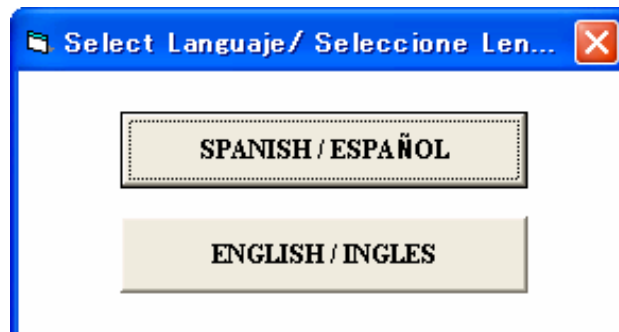 Select Languaje/ Seleccione Len...
SPANISH / ESPAÑOL
ENGLISH / INGLES